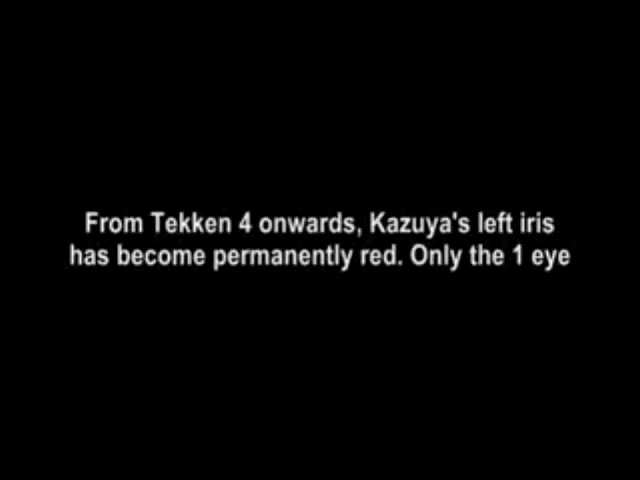 From Tekken 4 onwards, Kazuya's left iris
has become permanently red. Only the 1 eye